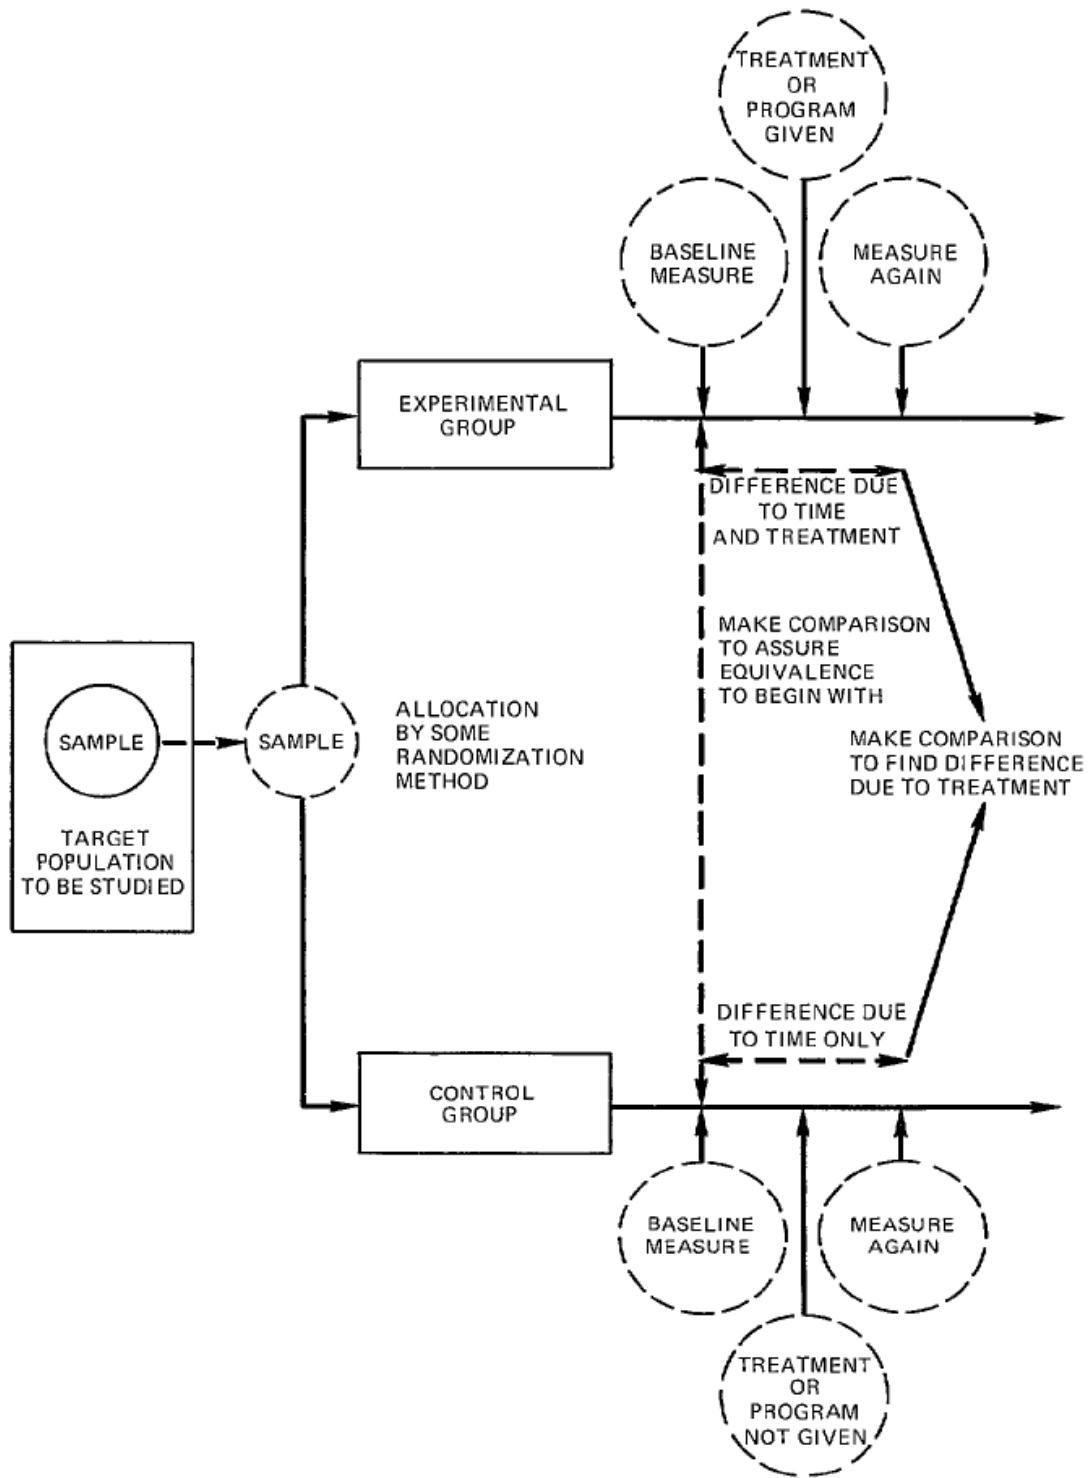 TREATMENT
OR
PROGRAM
GIVEN
BASELINE
MEASURE
MEASURE
AGAIN
EXPERIMENTAL
GROUP
DIFFERENCE DUE
TO TIME
AND TREATMENT
MAKE COMPARISON
TO ASSURE
EQUIVALENCE
TO BEGIN WITH
SAMPLE
TARGET
POPULATION
TO BE STUDIED
SAMPLE
ALLOCATION
BY SOME
RANDOMIZATION
METHOD
MAKE COMPARISON
TO FIND DIFFERENCE
DUE TO TREATMENT
DIFFERENCE DUE
TO TIME ONLY
CONTROL
GROUP
BASELINE
MEASURE
MEASURE
AGAIN
TREATMENT
OR
PROGRAM
NOT GIVEN